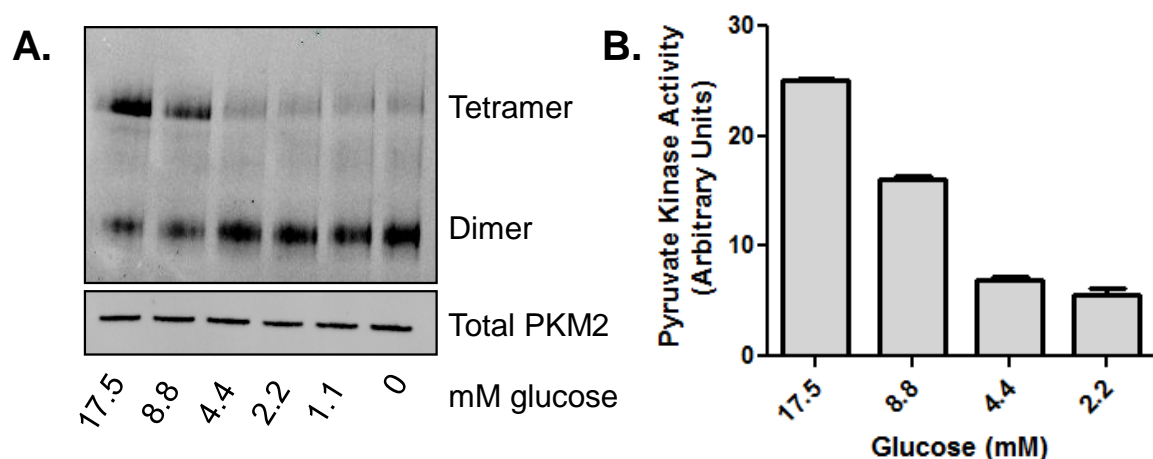 A.
Tetramer
Dimer
Total PKM2
17.5 8.8 4.4 2.2 1.1 0
mM glucose
B.
Pyruvate Kinase Activity
(Arbitrary Units)
30
20
10
0
17.5 8.8 4.4 2.2
Glucose (mM)